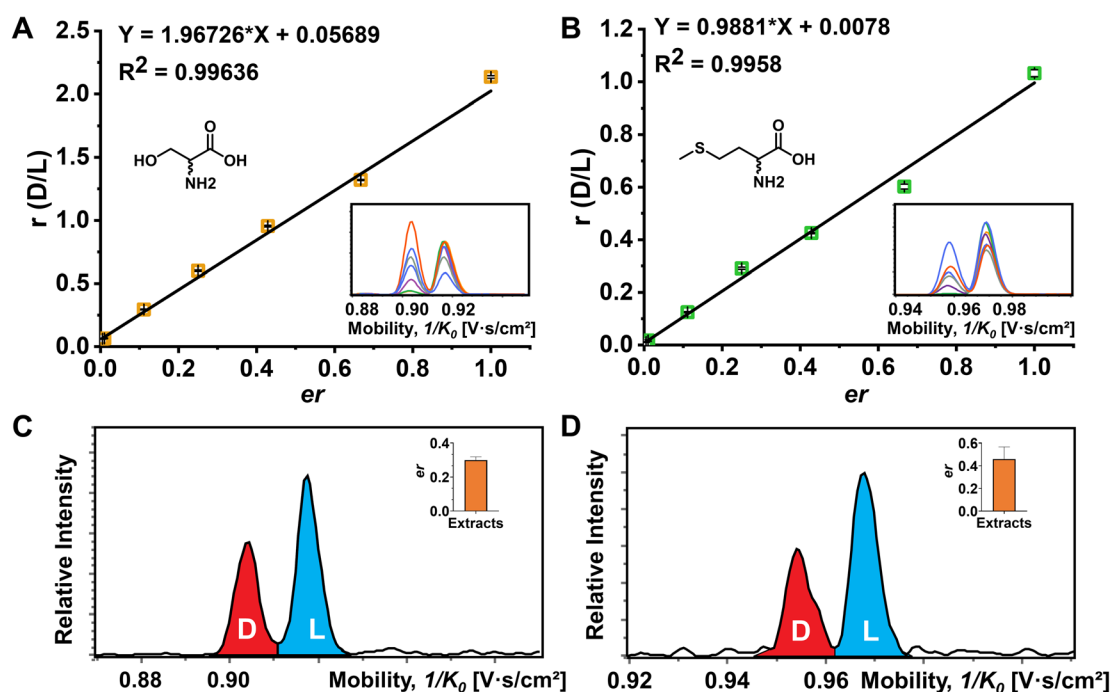 A
Y = 1.96726*X + 0.05689
R2 = 0.99636
r (D/L)
2.5
2.0
1.5
1.0
0.5
0.0
HO
O
OH
NH2
0.88 0.90 0.92
Mobility, 1/K0 [V·s/cm²]
0.0 0.2 0.4 0.6 0.8 1.0
er
B
Y = 0.9881*X + 0.0078
R2 = 0.9958
r (D/L)
1.2
1.0
0.8
0.6
0.4
0.2
0.0
S
O
OH
NH2
0.94 0.96 0.98
Mobility, 1/K0 [V·s/cm²]
0.0 0.2 0.4 0.6 0.8 1.0
er
C
Relative Intensity
er
0.4
0.2
0.0
Extracts
D L
0.88 0.90 Mobility, 1/K0 [V·s/cm²]
D
Relative Intensity
er
0.6
0.4
0.2
0.0
Extracts
D L
0.92 0.94 0.96 Mobility, 1/K0 [V·s/cm²]